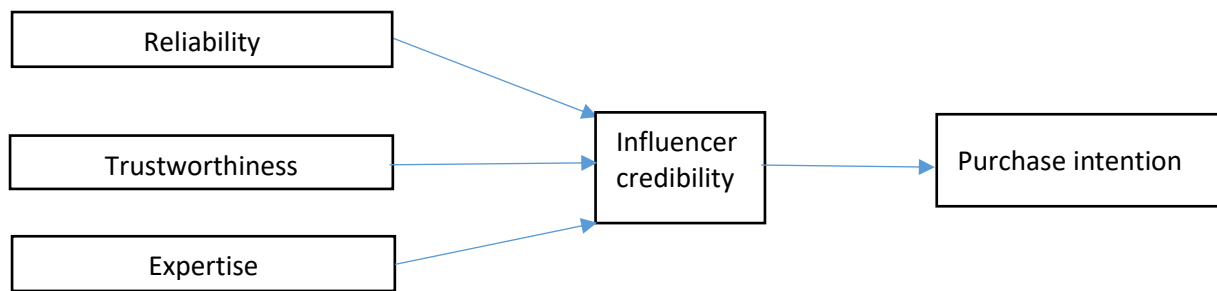 Reliability
Trustworthiness
Expertise
Influencer
credibility
Purchase intention